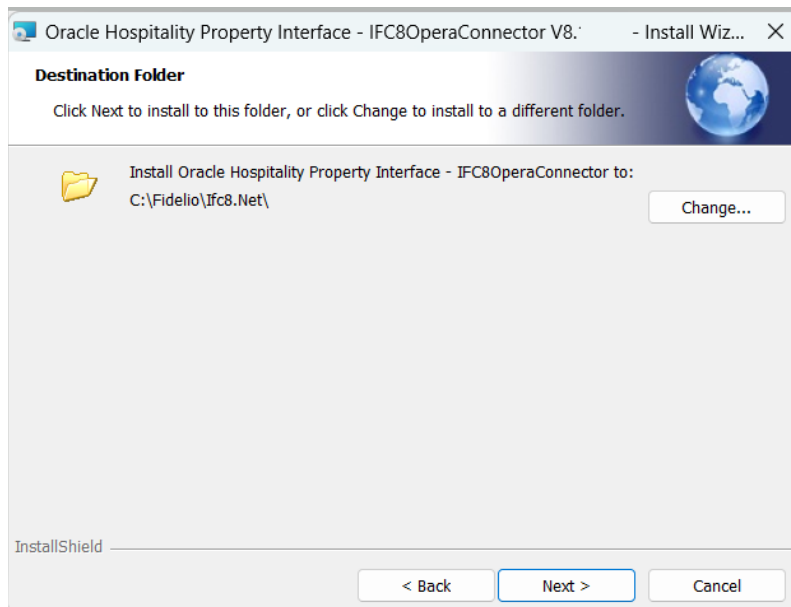 Oracle Hospitality Property Interface - IFC8OperaConnector V8. - Install Wiz...
Destination Folder
Click Next to install to this folder, or click Change to install to a different folder.
Install Oracle Hospitality Property Interface - IFC8OperaConnector to:
C:\Fidelio\Ifc8.Net\
Change...
InstallShield
< Back
Next >
Cancel